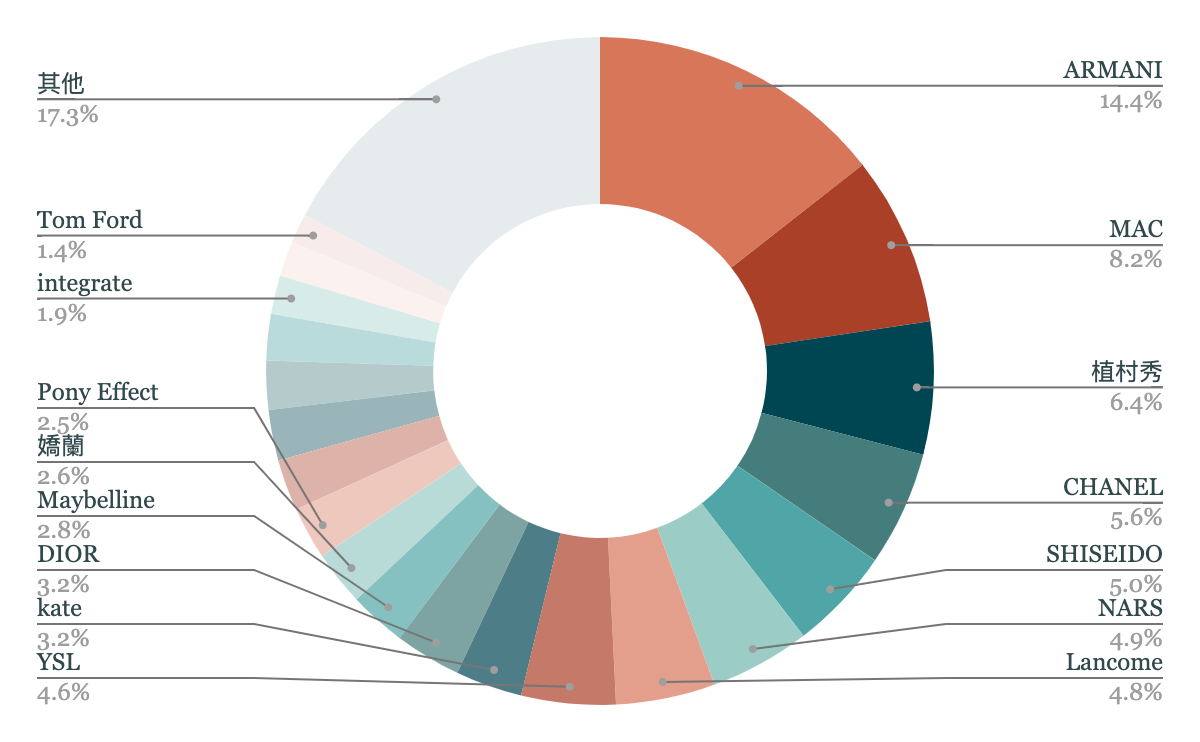 ARMANI
14.4%
MAC
8.2%
植村秀
6.4%
CHANEL
5.6%
SHISEIDO
5.0%
NARS
4.9%
Lancome
4.8%
YSL
4.6%
kate
3.2%
DIOR
3.2%
Maybelline
2.8%
嬌蘭
2.6%
Pony Effect
2.5%
integrate
1.9%
Tom Ford
1.4%
其他
17.3%